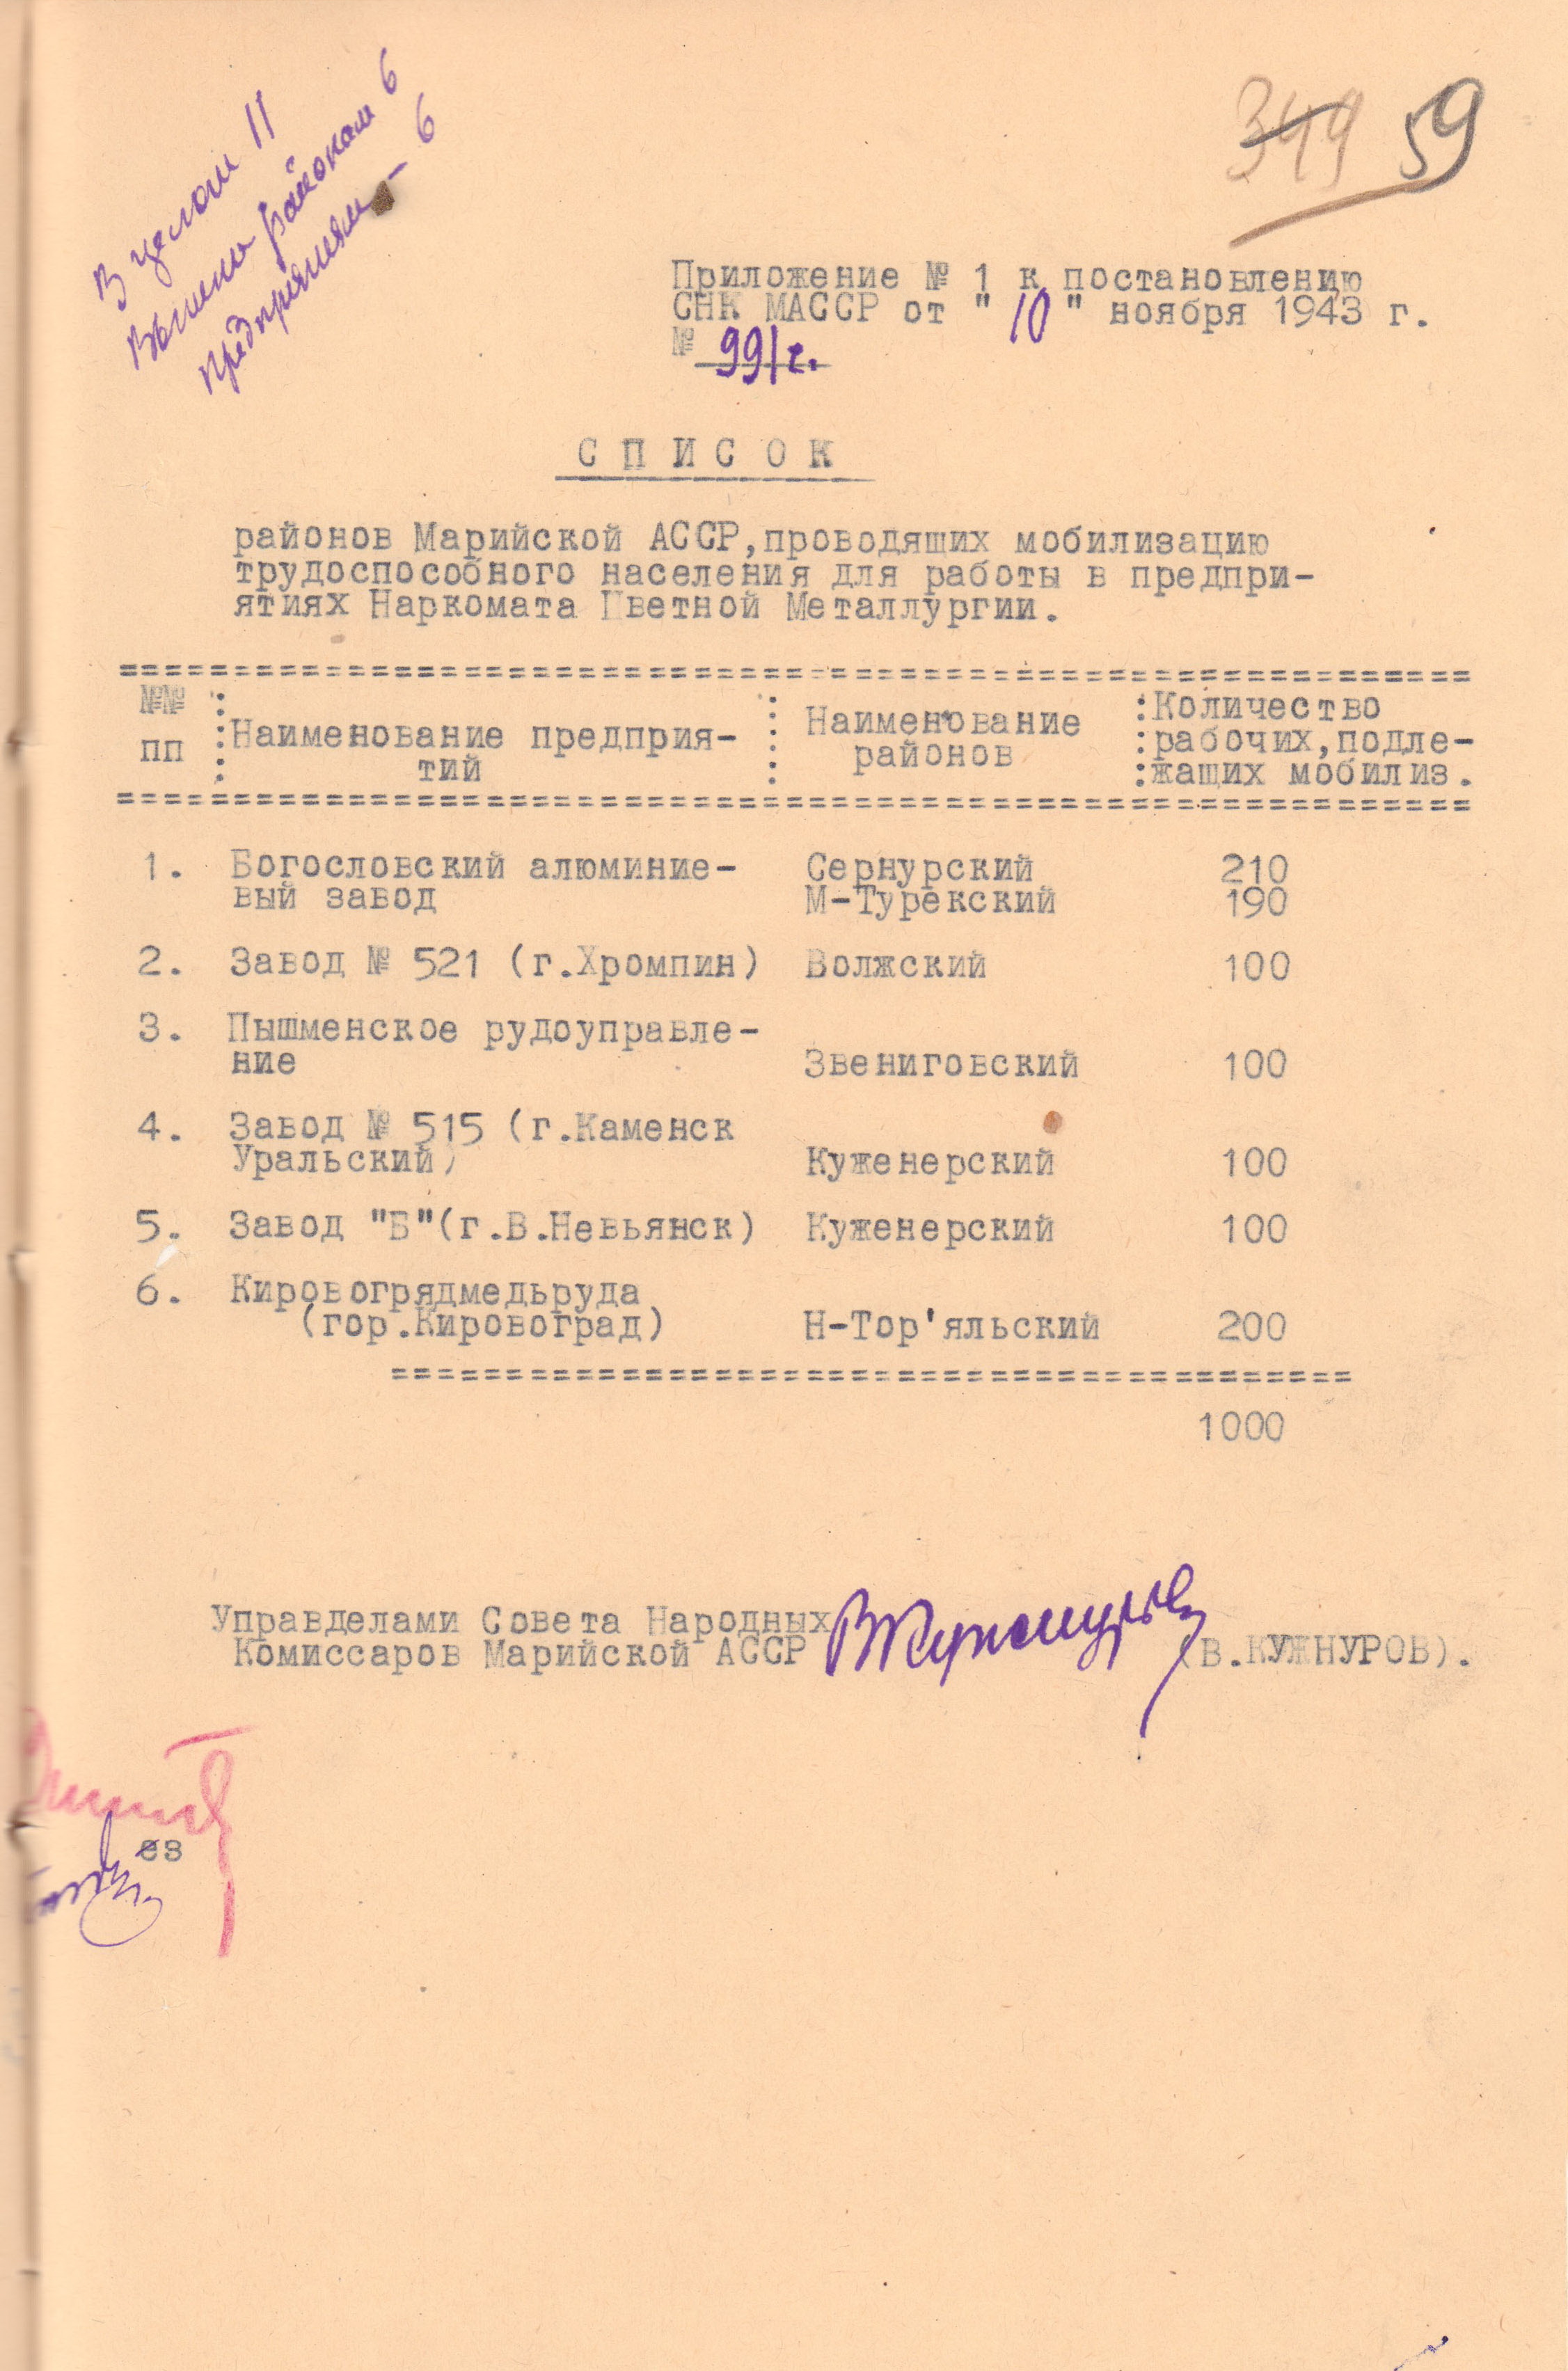 В целом 11
районам 6
предприятиям - 6
349 59
Приложение № 1 к постановлению
СНК МАССР от "10" ноября 1943 г.
№ 991/с.
СПИСОК
районов Марийской АССР,проводящих мобилизацию
трудоспособного населения для работы в предпри-
ятиях Наркомата Цветной Металлургии.
№№ пп : Наименование предприя-тий : Наименование районов : Количество рабочих,подле-жащих мобилиз.
1. Богословский алюминие- Сернурский 210
вый завод М-Турекский 190
2. Завод № 521 (г.Хромпин) Волжский 100
3. Пышменское рудоуправле-
ние Звениговский 100
4. Завод № 515 (г.Каменск
Уральский) Куженерский 100
5. Завод "Б"(г.В.Невьянск) Куженерский 100
6. Кировогрядмедьруда
(гор.Кировоград) Н-Тор'яльский 200
1000
Управделами Совета Народных
Комиссаров Марийской АССР (В.КУЖНУРОВ).
ез